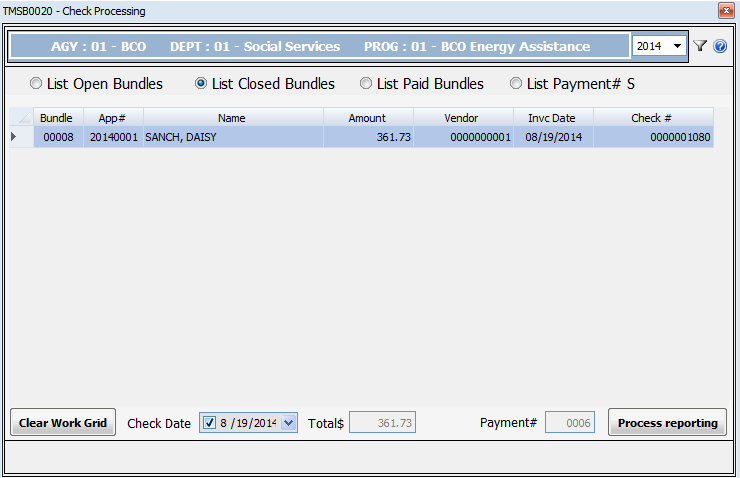 TMSB0020 - Check Processing
AGY : 01 - BCO DEPT : 01 - Social Services PROG : 01 - BCO Energy Assistance 2014
List Open Bundles List Closed Bundles List Paid Bundles List Payment# S
Bundle App# Name Amount Vendor Invc Date Check #
00008 20140001 SANCH, DAISY 361.73 0000000001 08/19/2014 0000001080
Clear Work Grid Check Date 8 /19/2014 Total$ 361.73 Payment# 0006 Process reporting